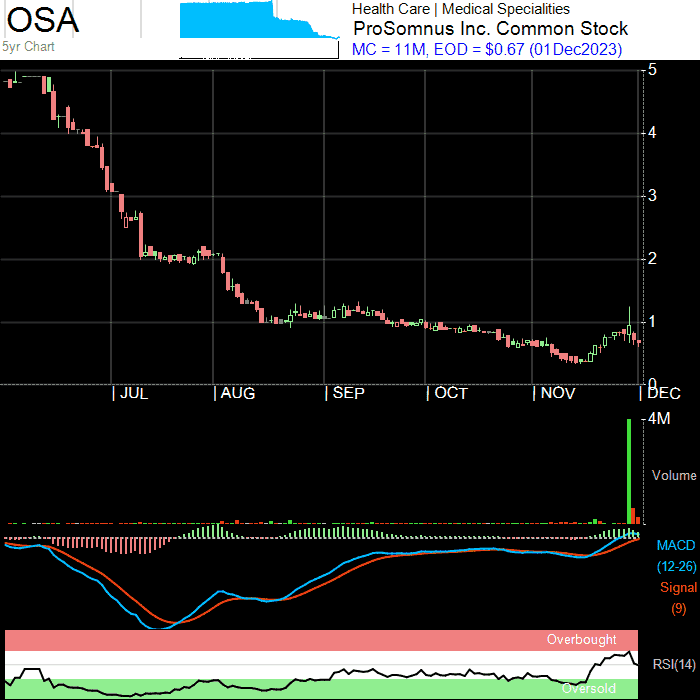 OSA
5yr Chart
Health Care | Medical Specialities
ProSomnus Inc. Common Stock
MC = 11M, EOD = $0.67 (01Dec2023)
5
4
3
2
1
0
| JUL | AUG | SEP | OCT | NOV | DEC
4M
Volume
MACD
(12-26)
Signal
(9)
Overbought
RSI(14)
Oversold